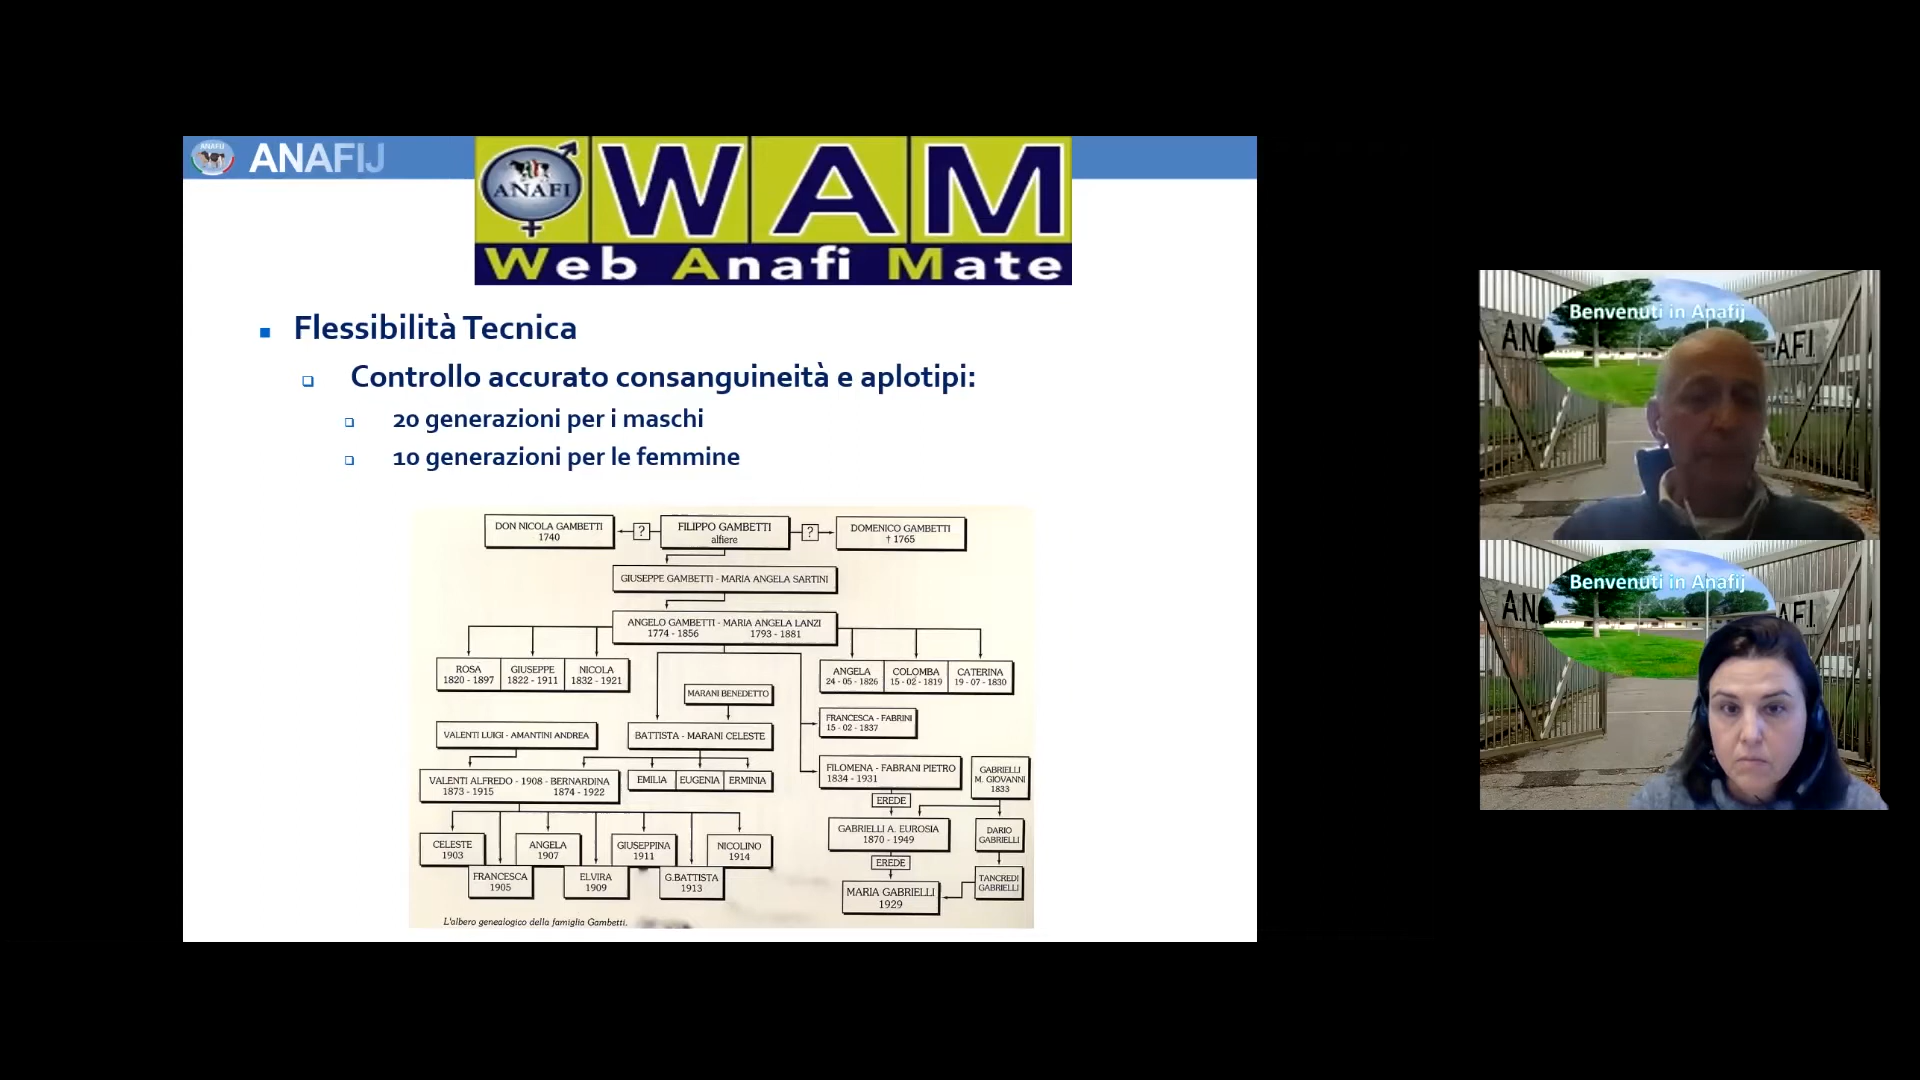 ANAFIJ
ANAFIJ
ANAFI
WAM
Web Anafi Mate
Flessibilità Tecnica
Controllo accurato consanguineità e aplotipi:
20 generazioni per i maschi
10 generazioni per le femmine
DON NICOLA GAMBETTI
1740
?
FILIPPO GAMBETTI
alfiere
?
DOMENICO GAMBETTI
† 1765
GIUSEPPE GAMBETTI - MARIA ANGELA SARTINI
ANGELO GAMBETTI - MARIA ANGELA LANZI
1774 - 1856 1793 - 1881
ROSA
1820 - 1897
GIUSEPPE
1822 - 1911
NICOLA
1832 - 1921
ANGELA
24 - 05 - 1826
COLOMBA
15 - 02 - 1819
CATERINA
19 - 07 - 1830
MARANI BENEDETTO
FRANCESCA - FABRINI
15 - 02 - 1837
VALENTI LUIGI - AMANTINI ANDREA
BATTISTA - MARANI CELESTE
FILOMENA - FABRANI PIETRO
1834 - 1931
GABRIELLI
M. GIOVANNI
1833
VALENTI ALFREDO - 1908 - BERNARDINA
1873 - 1915 1874 - 1922
EMILIA
EUGENIA
ERMINIA
EREDE
GABRIELLI A. EUROSIA
1870 - 1949
DARIO
GABRIELLI
CELESTE
1903
ANGELA
1907
GIUSEPPINA
1911
NICOLINO
1914
EREDE
FRANCESCA
1905
ELVIRA
1909
G.BATTISTA
1913
MARIA GABRIELLI
1929
TANCREDI
GABRIELLI
L'albero genealogico della famiglia Gambetti.
Benvenuti in Anafij
A.N. A.F.I.
Benvenuti in Anafij
A.N. A.F.I.